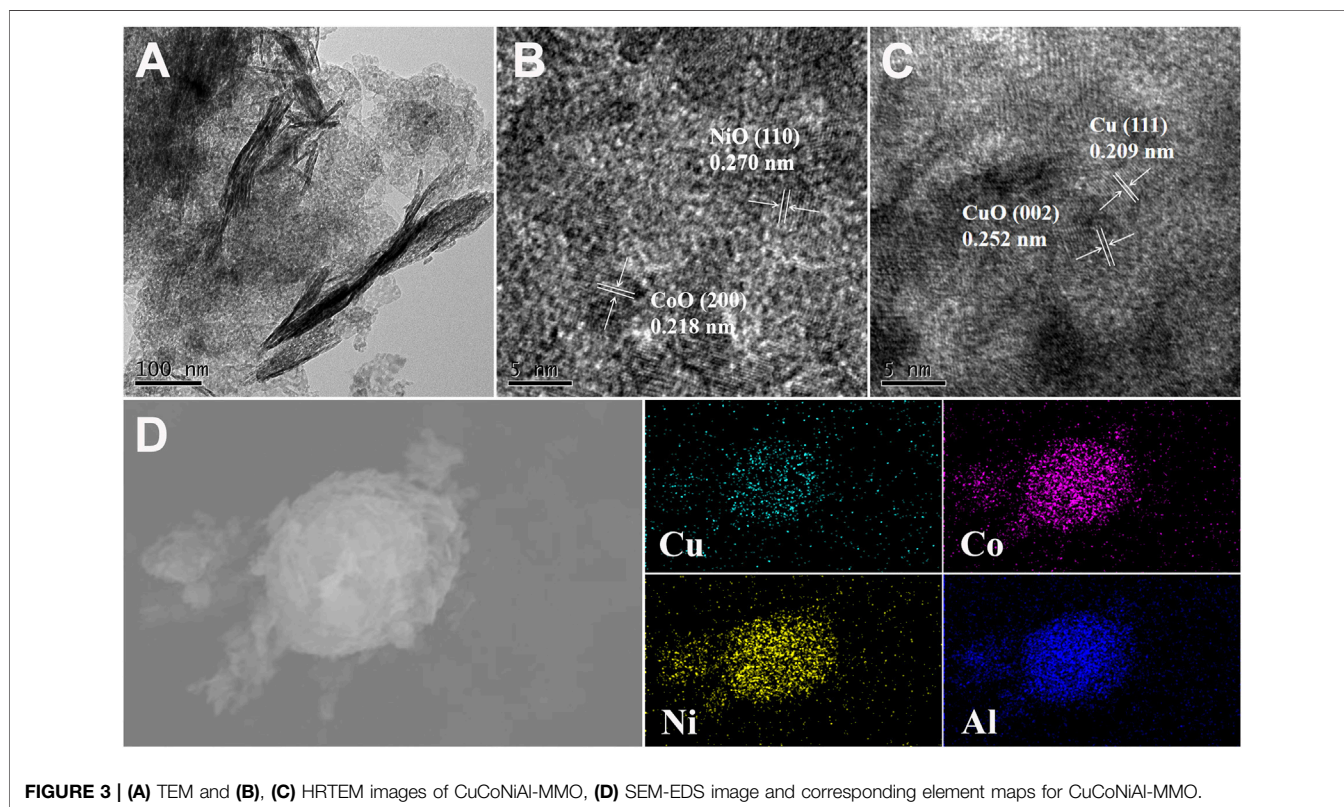 A
100 nm
B
NiO (110)
0.270 nm
CoO (200)
0.218 nm
5 nm
C
Cu (111)
0.209 nm
CuO (002)
0.252 nm
5 nm
D
Cu
Co
Ni
Al
FIGURE 3 | (A) TEM and (B), (C) HRTEM images of CuCoNiAl-MMO, (D) SEM-EDS image and corresponding element maps for CuCoNiAl-MMO.